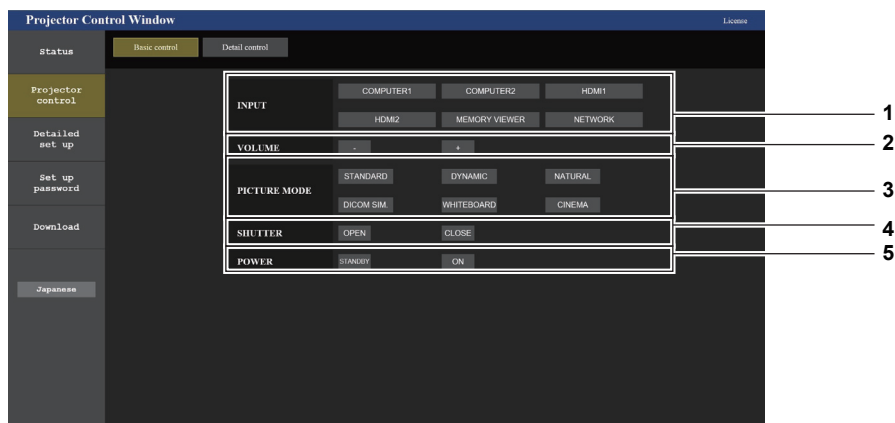 Projector Control Window License
Status
Basic control Detail control
Projector
control
Detailed
set up
Set up
password
Download
Japanese
INPUT
COMPUTER1 COMPUTER2 HDMI1
HDMI2 MEMORY VIEWER NETWORK
VOLUME - +
PICTURE MODE
STANDARD DYNAMIC NATURAL
DICOM SIM. WHITEBOARD CINEMA
SHUTTER OPEN CLOSE
POWER STANDBY ON
1
2
3
4
5